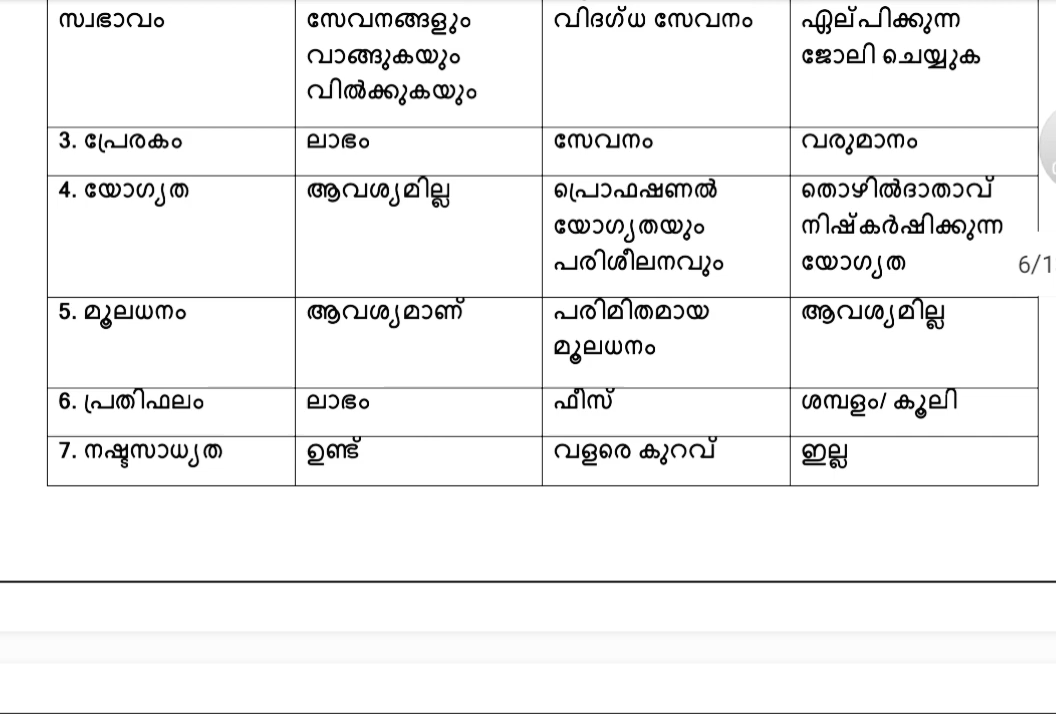 സ്വഭാവം
സേവനങ്ങളും
വാങ്ങുകയും
വിൽക്കുകയും
വിദഗ്ധ സേവനം
ഏല്പിക്കുന്ന
ജോലി ചെയ്യുക
3. പ്രേരകം
ലാഭം
സേവനം
വരുമാനം
4. യോഗ്യത
ആവശ്യമില്ല
പ്രൊഫഷണൽ
യോഗ്യതയും
പരിശീലനവും
തൊഴിൽദാതാവ്
നിഷ്കർഷിക്കുന്ന
യോഗ്യത
6/1
5. മൂലധനം
ആവശ്യമാണ്
പരിമിതമായ
മൂലധനം
ആവശ്യമില്ല
6. പ്രതിഫലം
ലാഭം
ഫീസ്
ശമ്പളം/ കൂലി
7. നഷ്ടസാധ്യത
ഉണ്ട്
വളരെ കുറവ്
ഇല്ല